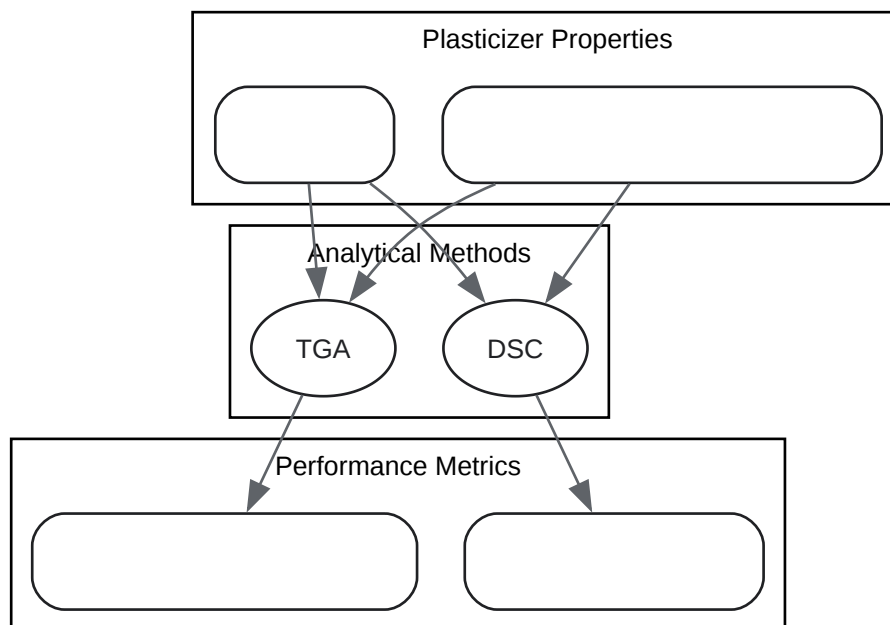 Plasticizer Properties
Analytical Methods
TGA
DSC
Performance Metrics